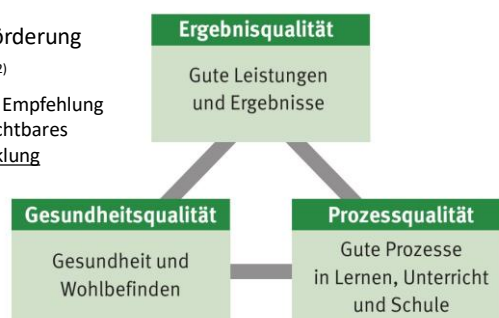 örderung
2)
Empfehlung
chtbares
klung
Ergebnisqualität
Gute Leistungen
und Ergebnisse
Gesundheitsqualität
Gesundheit und
Wohlbefinden
Prozessqualität
Gute Prozesse
in Lernen, Unterricht
und Schule